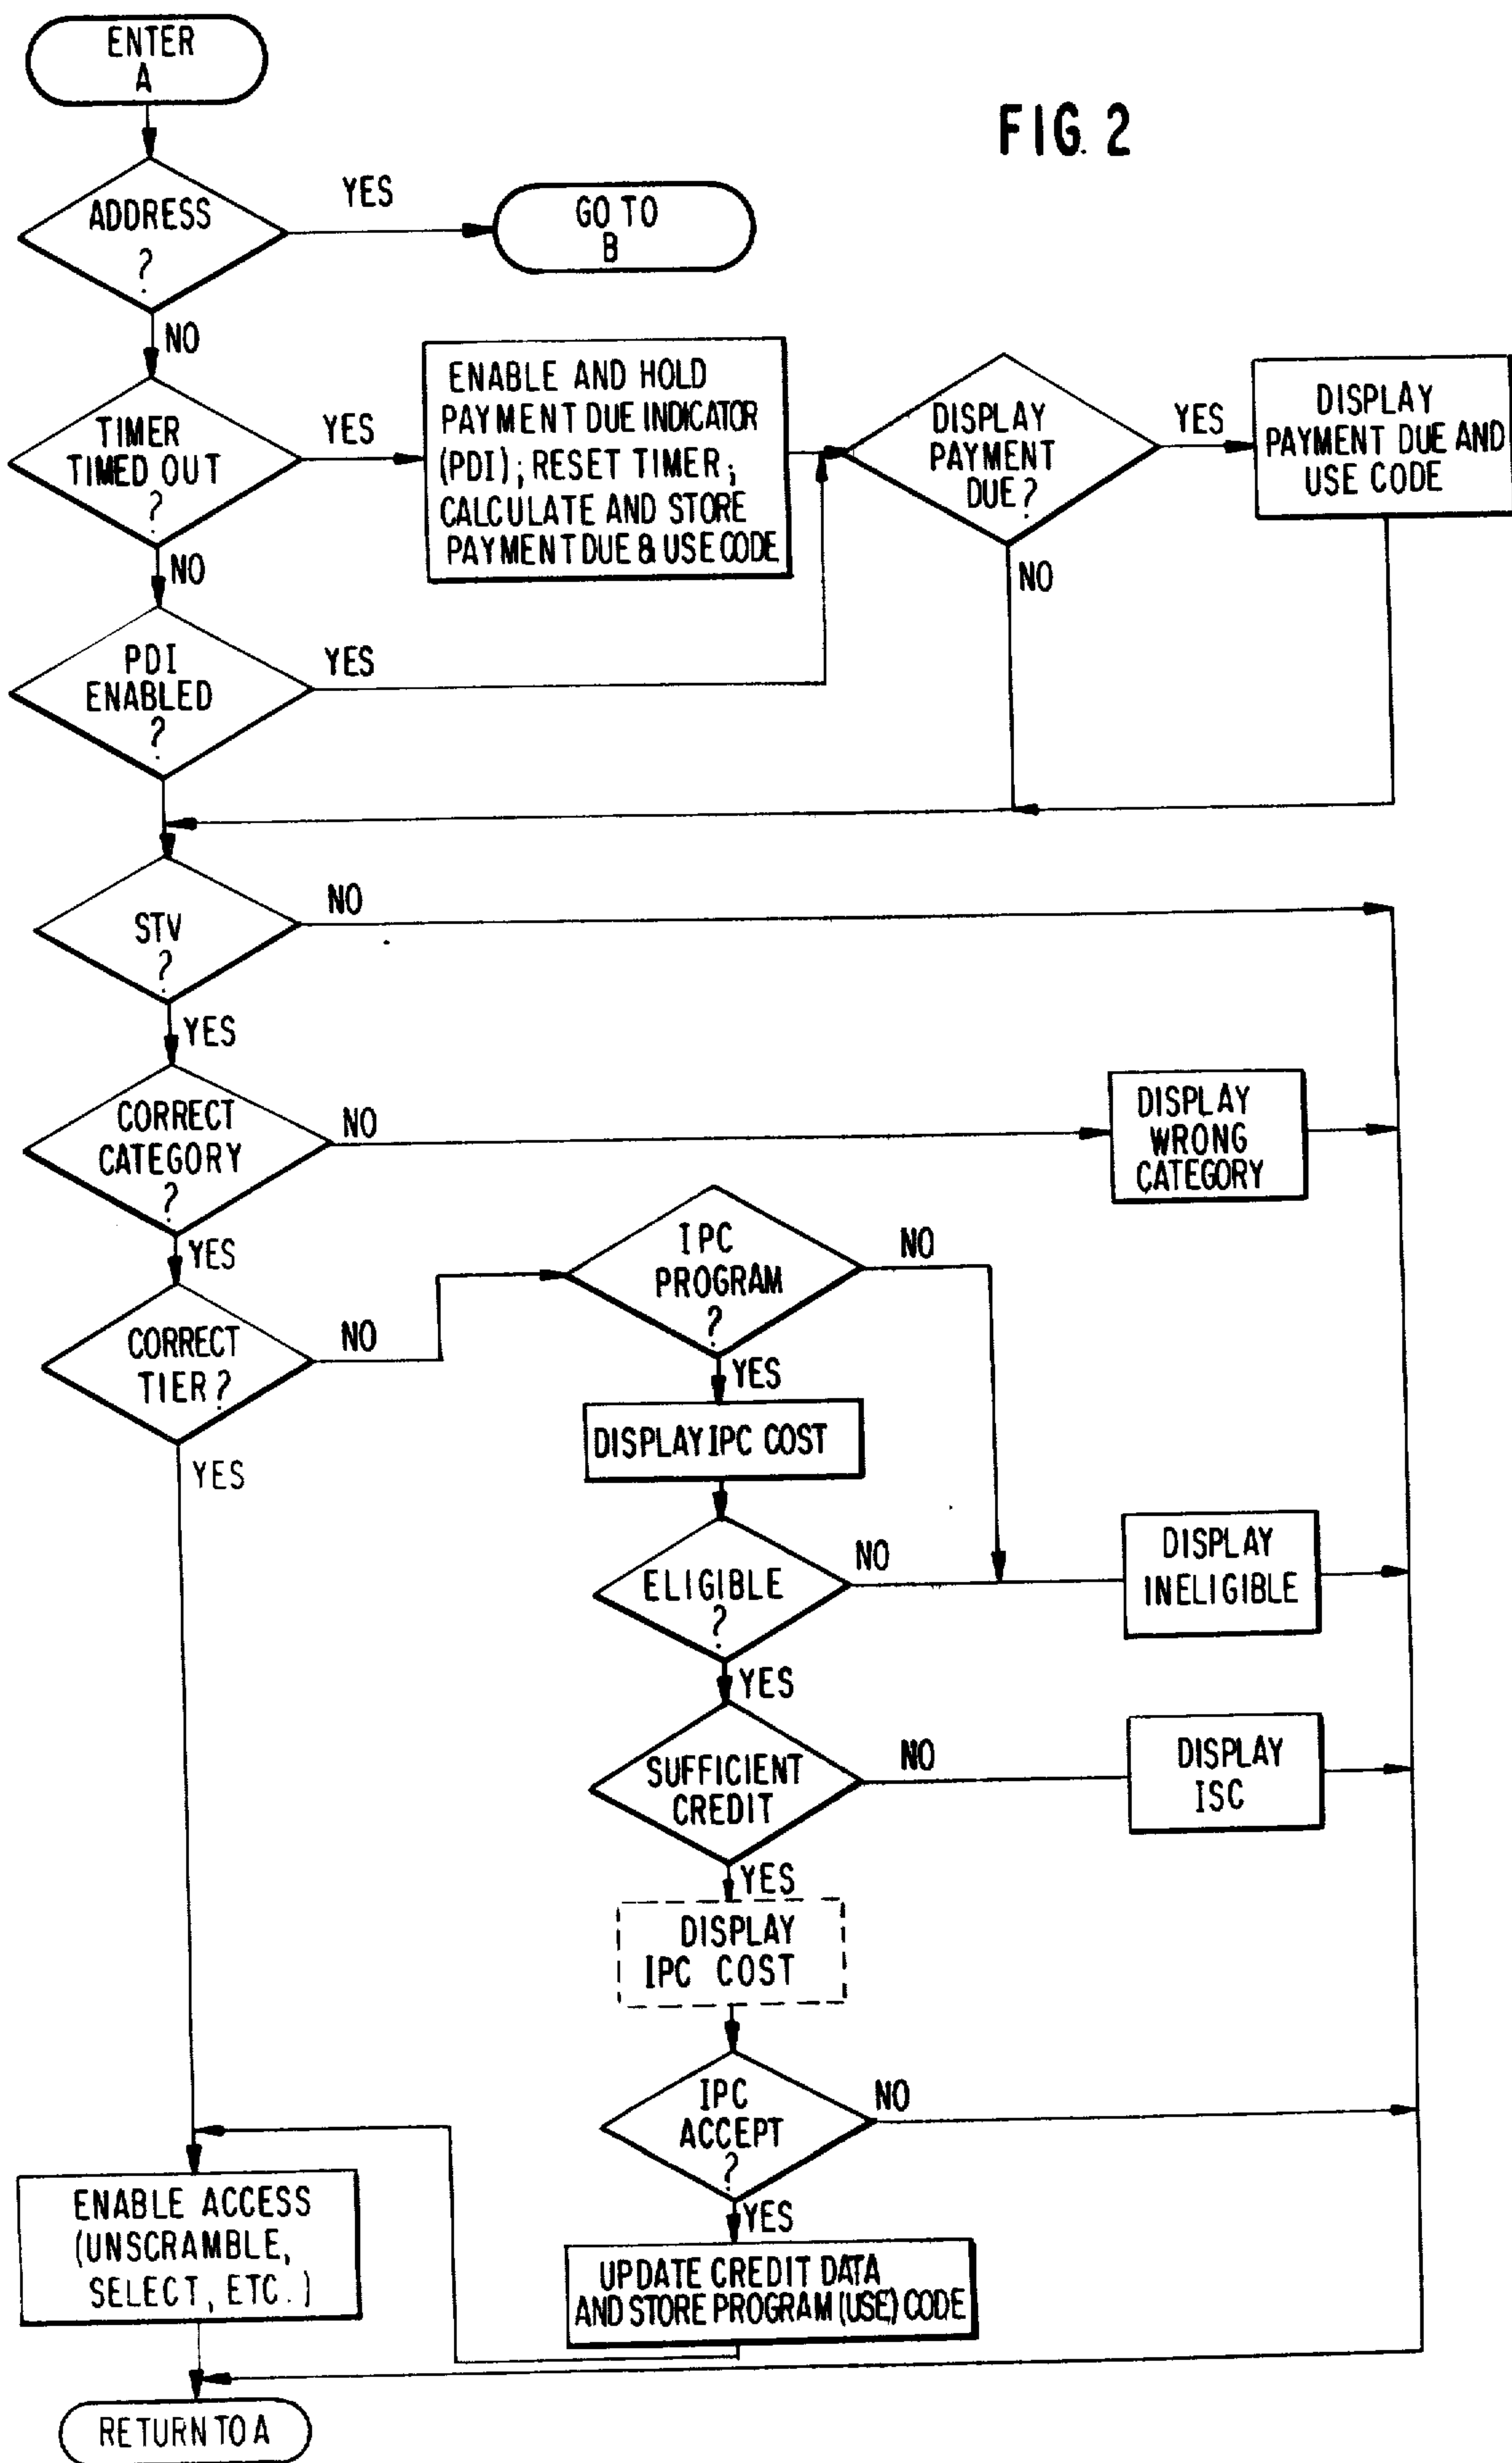 ENTER
A
FIG. 2
ADDRESS
?
YES
GO TO
B
NO
TIMER
TIMED OUT
?
YES
ENABLE AND HOLD
PAYMENT DUE INDICATOR
(PDI); RESET TIMER;
CALCULATE AND STORE
PAYMENT DUE & USE CODE
DISPLAY
PAYMENT
DUE?
YES
DISPLAY
PAYMENT DUE AND
USE CODE
NO
NO
PDI
ENABLED
?
YES
STV
?
NO
YES
CORRECT
CATEGORY
?
NO
DISPLAY
WRONG
CATEGORY
YES
CORRECT
TIER?
NO
IPC
PROGRAM
?
NO
YES
DISPLAY IPC COST
YES
ELIGIBLE
?
NO
DISPLAY
INELIGIBLE
YES
SUFFICIENT
CREDIT
NO
DISPLAY
ISC
YES
DISPLAY
IPC COST
IPC
ACCEPT
?
NO
YES
ENABLE ACCESS
(UNSCRAMBLE,
SELECT, ETC.)
UPDATE CREDIT DATA
AND STORE PROGRAM (USE) CODE
RETURN TO A